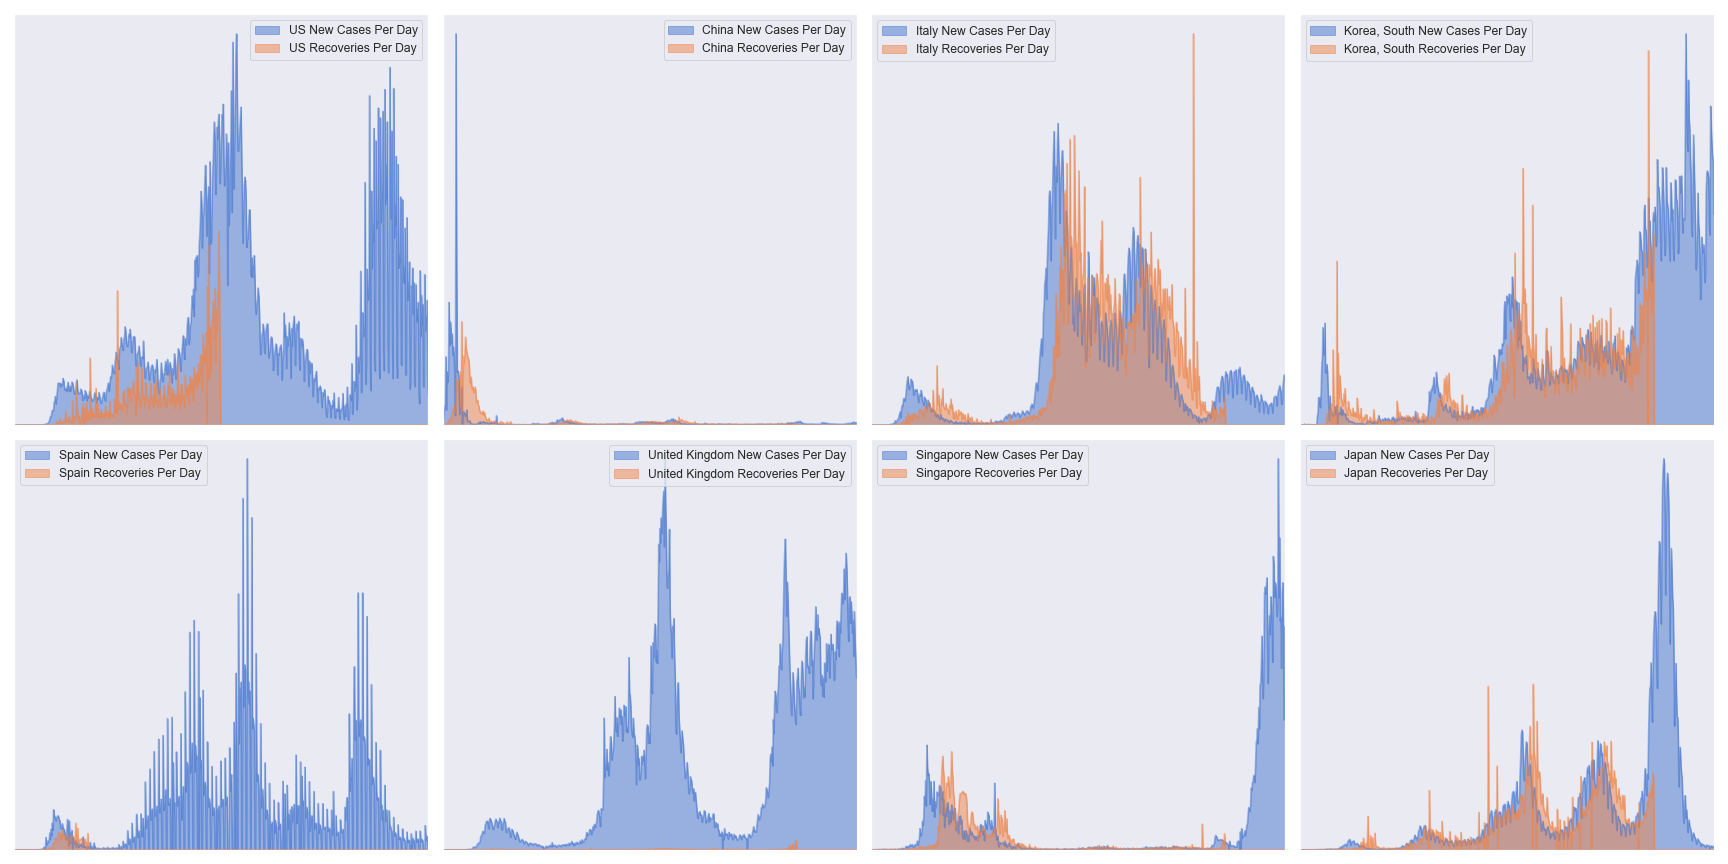 US New Cases Per Day
US Recoveries Per Day
China New Cases Per Day
China Recoveries Per Day
Italy New Cases Per Day
Italy Recoveries Per Day
Korea, South New Cases Per Day
Korea, South Recoveries Per Day
Spain New Cases Per Day
Spain Recoveries Per Day
United Kingdom New Cases Per Day
United Kingdom Recoveries Per Day
Singapore New Cases Per Day
Singapore Recoveries Per Day
Japan New Cases Per Day
Japan Recoveries Per Day